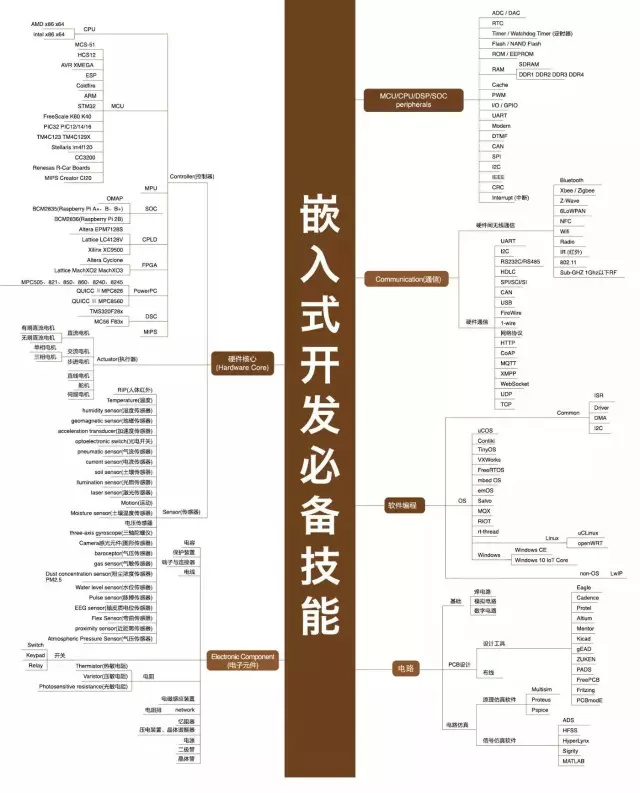 嵌入式开发必备技能
AMD x86 x64
Intel x86 x64
CPU
MCS-51
HCS12
AVR XMEGA
ESP
Coldfire
ARM
STM32
MCU
FreeScale K60 K40
PIC32 PIC12/14/16
TM4C123 TM4C129X
Stellaris lm4f120
CC3200
Renesas R-Car Boards
MIPS Creator CI20
Controller(控制器)
MPU
OMAP
BCM2835(Raspberry Pi A+、B、B+)
SOC
BCM2836(Raspberry Pi 2B)
Altera EPM7128S
Lattice LC4128V
CPLD
Xilinx XC9500
Altera Cyclone
FPGA
Lattice MachXO2 MachXO3
MPC505、821、850、860、8240、8245
QUICC
MPC826
PowerPC
QUICC
MPC8560
TMS320F28x
DSC
MC56 F83x
MIPS
有刷直流电机
直流电机
无刷直流电机
单相电机
交流电机
三相电机
步进电机
Actuator(执行器)
直线电机
舵机
伺服电机
硬件核心
(Hardware Core)
RIP(人体红外)
Temperature(温度)
humidity sensor(湿度传感器)
geomagnetic sensor(地磁传感器)
acceleration transducer(加速度传感器)
optoelectronic switch(光电开关)
pneumatic sensor(气流传感器)
current sensor(电流传感器)
soil sensor(土壤传感器)
llumination sensor(光照传感器)
laser sensor(激光传感器)
Motion(运动)
Moisture sensor(土壤湿度传感器)
Sensor(传感器)
电压传感器
three-axis gyroscope(三轴陀螺仪)
Camera感光元件(图形传感器)
baroceptor(气压传感器)
gas sensor(气敏传感器)
Dust concentration sensor(粉尘浓度传感器)
PM2.5
Water level sensor(水位传感器)
Pulse sensor(脉搏传感器)
EEG sensor(脑皮质电位传感器)
Flex Sensor(弯曲传感器)
proximity sensor(近距离传感器)
Atmospheric Pressure Sensor(气压传感器)
电容
保护装置
端子与连接器
电线
Electronic Component
(电子元件)
Switch
Keypad
开关
Relay
Thermator(热敏电阻)
Varistor(压敏电阻)
电阻
Photosensitive resistance(光敏电阻)
电磁感应装置
电阻排
network
忆阻器
压电装置、晶体谐振器
电源
二极管
晶体管
MCU/CPU/DSP/SOC
peripherals
ADC / DAC
RTC
Timer / Watchdog Timer (定时器)
Flash / NAND Flash
ROM / EEPROM
RAM
SDRAM
DDR1 DDR2 DDR3 DDR4
Cache
PWM
I/O / GPIO
UART
Modem
DTMF
CAN
SPI
I2C
IEEE
CRC
Interrupt (中断)
Communication(通信)
硬件间无线通信
Bluetooth
Xbee / Zigbee
Z-Wave
6LoWPAN
NFC
Wifi
Radio
IR (红外)
802.11
Sub-GHZ 1Ghz以下RF
硬件通信
UART
I2C
RS232C/RS485
HDLC
SPI/SCI/SI
CAN
USB
FireWire
1-wire
网络协议
HTTP
CoAP
MQTT
XMPP
WebSocket
UDP
TCP
软件编程
Common
ISR
Driver
DMA
I2C
OS
uCOS
Contiki
TinyOS
VXWorks
FreeRTOS
mbed OS
emOS
Salvo
MQX
RIOT
rt-thread
Linux
uCLinux
openWRT
Windows
Windows CE
Windows 10 IoT Core
non-OS
LwIP
电路
基础
焊电路
模拟电路
数字电路
PCB设计
设计工具
Eagle
Cadence
Protel
Altium
Mentor
Kicad
gEAD
ZUKEN
PADS
FreePCB
Fritzing
PCBmodE
布线
电路仿真
原理仿真软件
Multisim
Proteus
Pspice
信号仿真软件
ADS
HFSS
HyperLynx
Sigrity
MATLAB